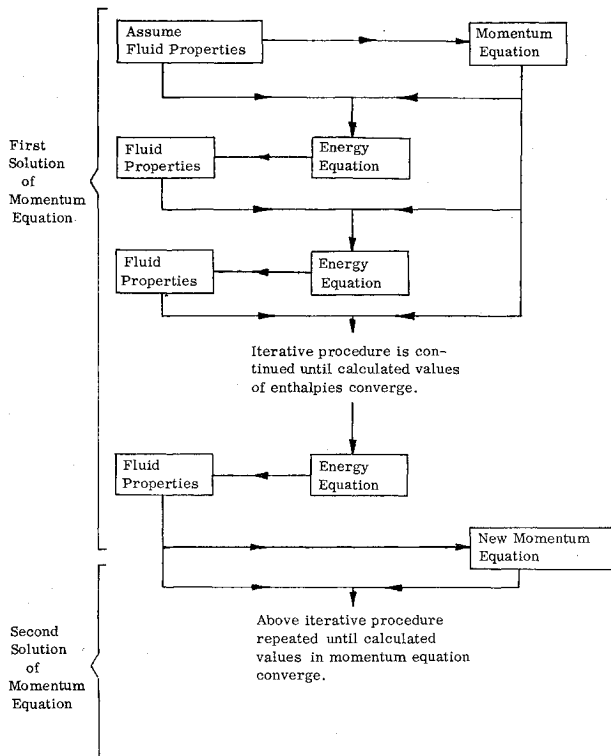 Assume
Fluid Properties
Momentum
Equation
First
Solution
of
Momentum
Equation
Fluid
Properties
Energy
Equation
Fluid
Properties
Energy
Equation
Iterative procedure is con-
tinued until calculated values
of enthalpies converge.
Fluid
Properties
Energy
Equation
New Momentum
Equation
Second
Solution
of
Momentum
Equation
Above iterative procedure
repeated until calculated
values in momentum equation
converge.